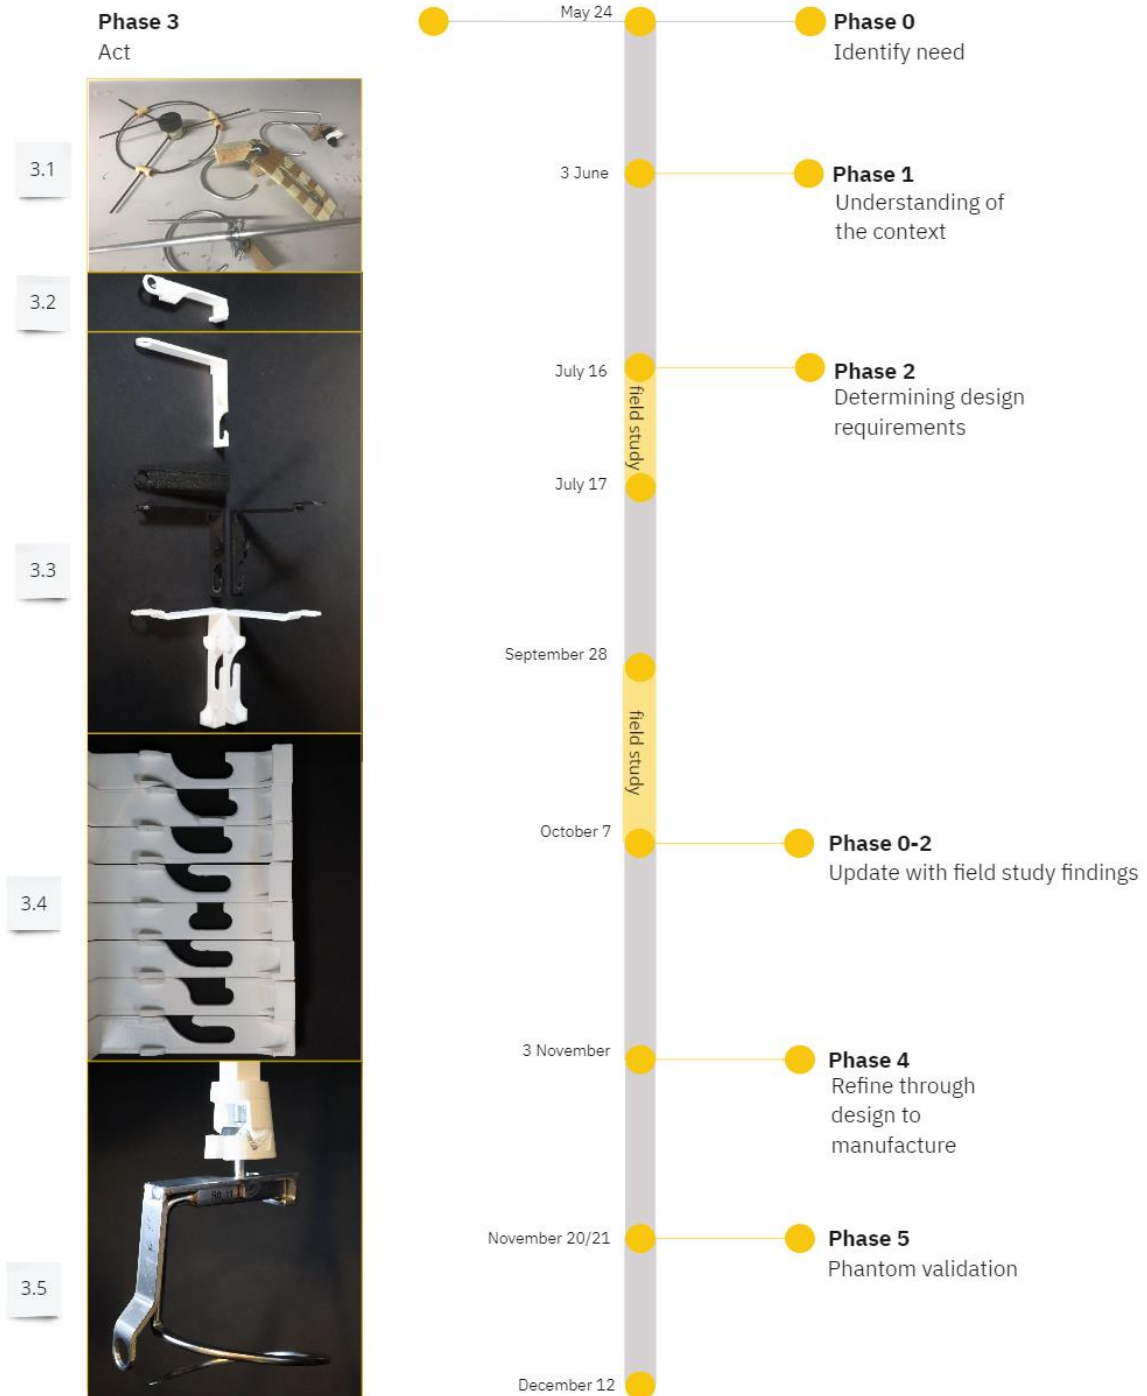 Phase 3
Act
3.1
3.2
3.3
3.4
3.5
May 24
Phase 0
Identify need
3 June
Phase 1
Understanding of
the context
July 16
Phase 2
Determining design
requirements
field study
July 17
September 28
field study
October 7
Phase 0-2
Update with field study findings
3 November
Phase 4
Refine through
design to
manufacture
November 20/21
Phase 5
Phantom validation
December 12